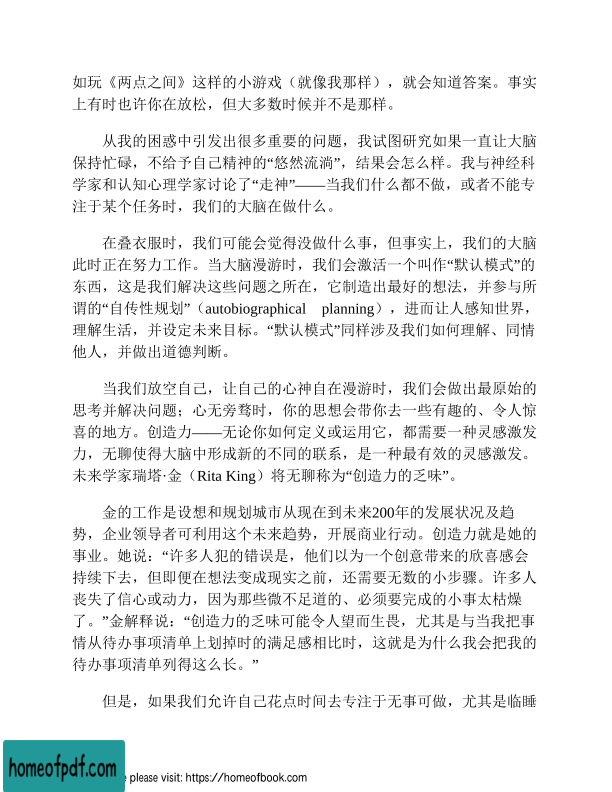 如玩《两点之间》这样的小游戏（就像我那样），就会知道答案。事实
上有时也许你在放松，但大多数时候并不是那样。
从我的困惑中引发出很多重要的问题，我试图研究如果一直让大脑
保持忙碌，不给予自己精神的“悠然流淌”，结果会怎么样。我与神经科
学家和认知心理学家讨论了“走神”——当我们什么都不做，或者不能专
注于某个任务时，我们的大脑在做什么。
在叠衣服时，我们可能会觉得没做什么事，但事实上，我们的大脑
此时正在努力工作。当大脑漫游时，我们会激活一个叫作“默认模式”的
东西，这是我们解决这些问题之所在，它制造出最好的想法，并参与所
谓的“自传性规划”（autobiographical planning），进而让人感知世界，
理解生活，并设定未来目标。“默认模式”同样涉及我们如何理解、同情
他人，并做出道德判断。
当我们放空自己，让自己的心神自在漫游时，我们会做出最原始的
思考并解决问题；心无旁骛时，你的思想会带你去一些有趣的、令人惊
喜的地方。创造力——无论你如何定义或运用它，都需要一种灵感激发
力，无聊使得大脑中形成新的不同的联系，是一种最有效的灵感激发。
未来学家瑞塔·金（Rita King）将无聊称为“创造力的乏味”。
金的工作是设想和规划城市从现在到未来200年的发展状况及趋
势，企业领导者可利用这个未来趋势，开展商业行动。创造力就是她的
事业。她说：“许多人犯的错误是，他们以为一个创意带来的欣喜感会
持续下去，但即便在想法变成现实之前，还需要无数的小步骤。许多人
丧失了信心或动力，因为那些微不足道的、必须要完成的小事太枯燥
了。”金解释说：“创造力的乏味可能令人望而生畏，尤其是与当我把事
情从待办事项清单上划掉时的满足感相比时，这就是为什么我会把我的
待办事项清单列得这么长。”
但是，如果我们允许自己花点时间去专注于无事可做，尤其是临睡
homeofpdf.com
e please visit: https://homeofbook.com